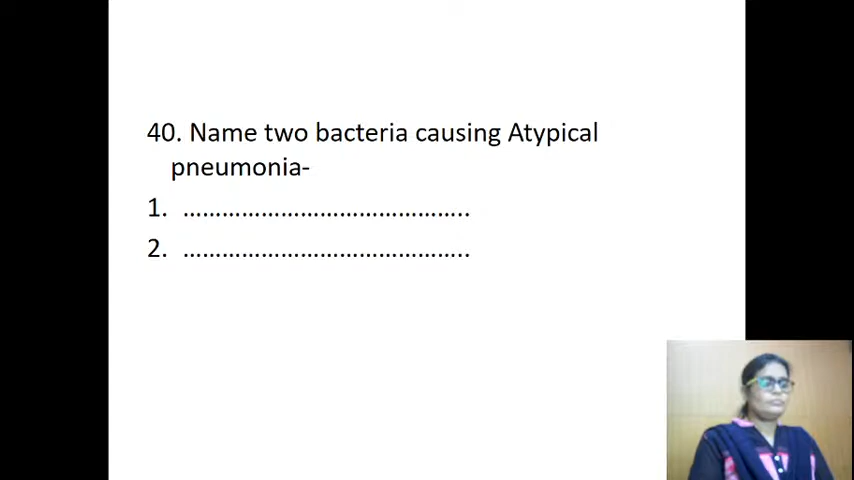 40. Name two bacteria causing Atypical
pneumonia-
1. ……………………………………..
2. ……………………………………..